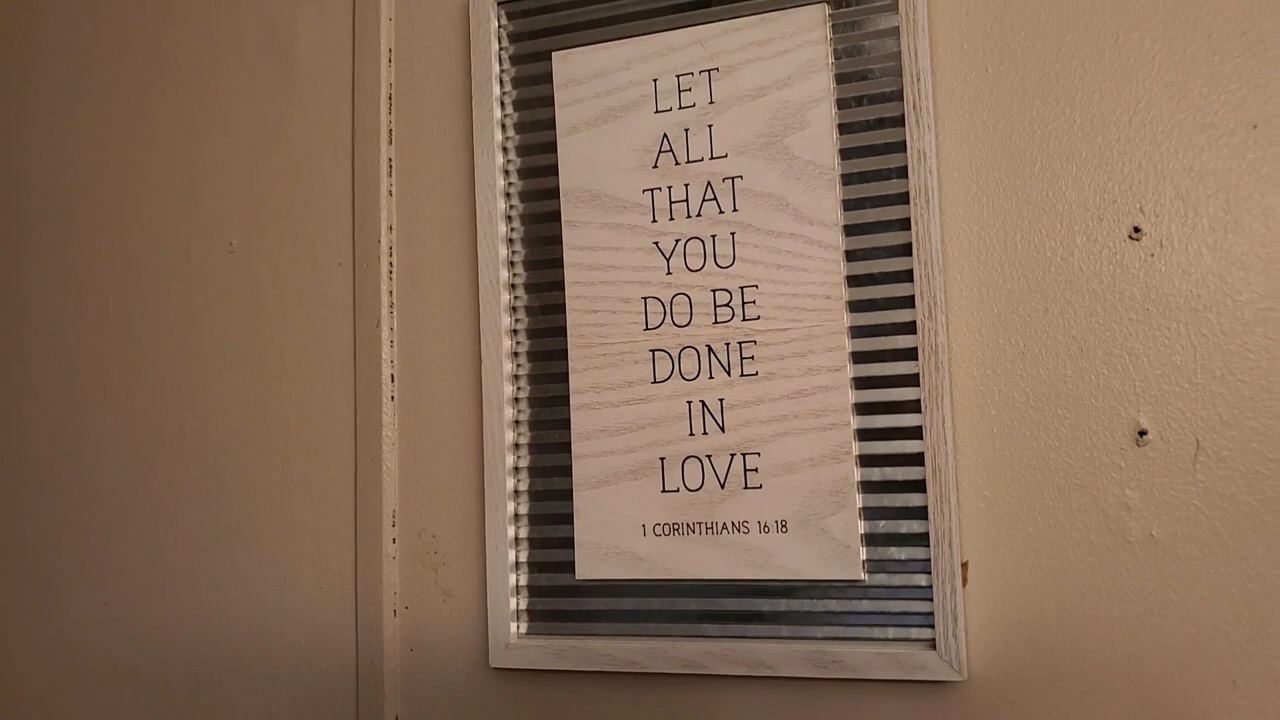 LET
ALL
THAT
YOU
DO BE
DONE
IN
LOVE
1 CORINTHIANS 16:18